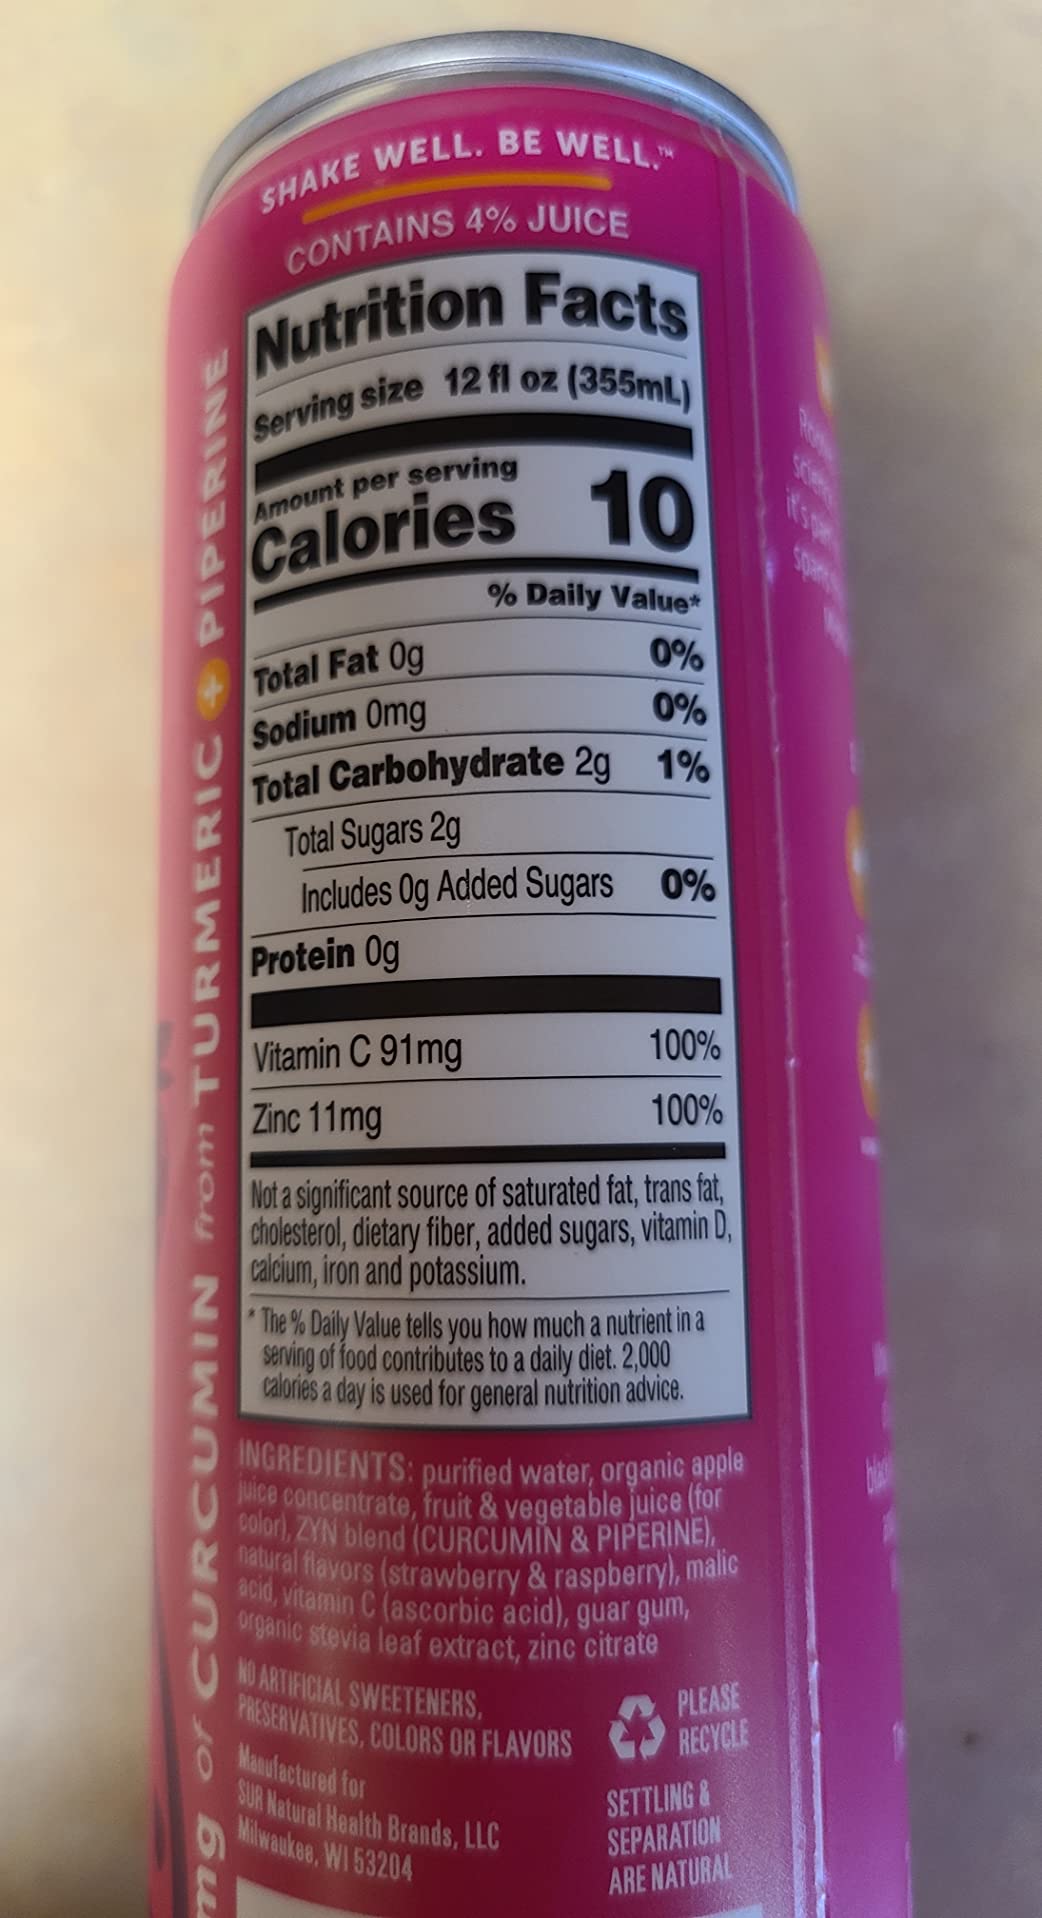 SHAKE WELL. BE WELL.™
CONTAINS 4% JUICE
Nutrition Facts
Serving size 12 fl oz (355mL)
Amount per serving
Calories 10
% Daily Value*
Total Fat 0g 0%
Sodium 0mg 0%
Total Carbohydrate 2g 1%
Total Sugars 2g
Includes 0g Added Sugars 0%
Protein 0g
Vitamin C 91mg 100%
Zinc 11mg 100%
Not a significant source of saturated fat, trans fat,
cholesterol, dietary fiber, added sugars, vitamin D,
calcium, iron and potassium.
* The % Daily Value tells you how much a nutrient in a
serving of food contributes to a daily diet. 2,000
calories a day is used for general nutrition advice.
INGREDIENTS: purified water, organic apple
juice concentrate, fruit & vegetable juice (for
color), ZYN blend (CURCUMIN & PIPERINE),
natural flavors (strawberry & raspberry), malic
acid, vitamin C (ascorbic acid), guar gum,
organic stevia leaf extract, zinc citrate
NO ARTIFICIAL SWEETENERS,
PRESERVATIVES, COLORS OR FLAVORS
Manufactured for
SUR Natural Health Brands, LLC
Milwaukee, WI 53204
PLEASE
RECYCLE
SETTLING &
SEPARATION
ARE NATURAL
mg of CURCUMIN from TURMERIC + PIPERINE